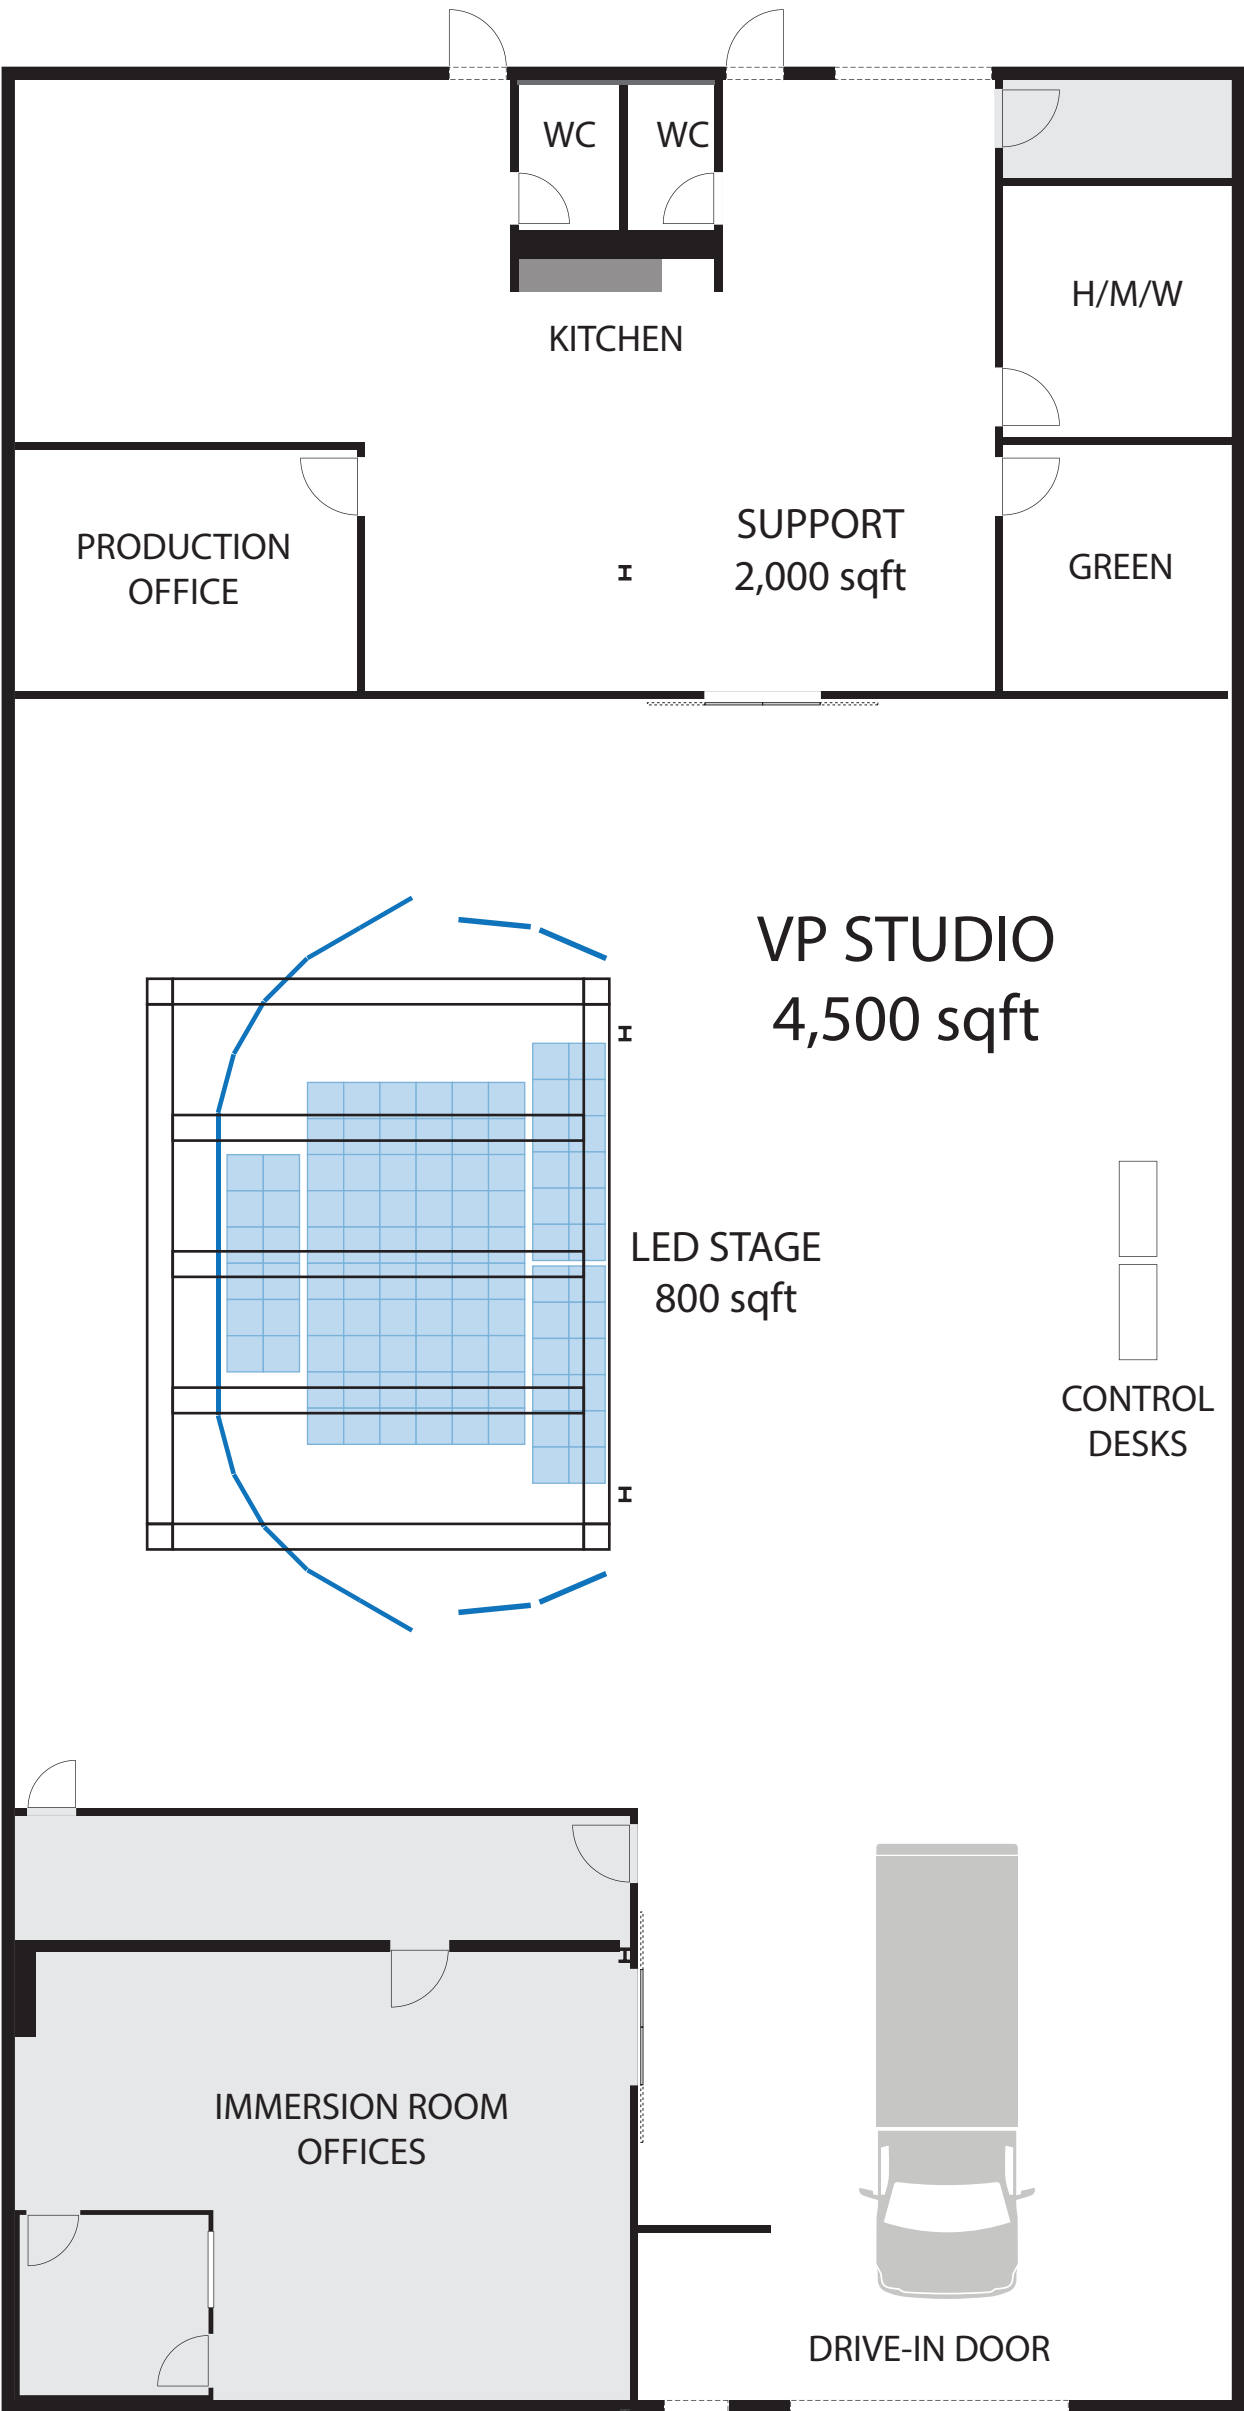 WC
WC
H/M/W
KITCHEN
SUPPORT
2,000 sqft
PRODUCTION
OFFICE
GREEN
VP STUDIO
4,500 sqft
LED STAGE
800 sqft
CONTROL
DESKS
IMMERSION ROOM
OFFICES
DRIVE-IN DOOR